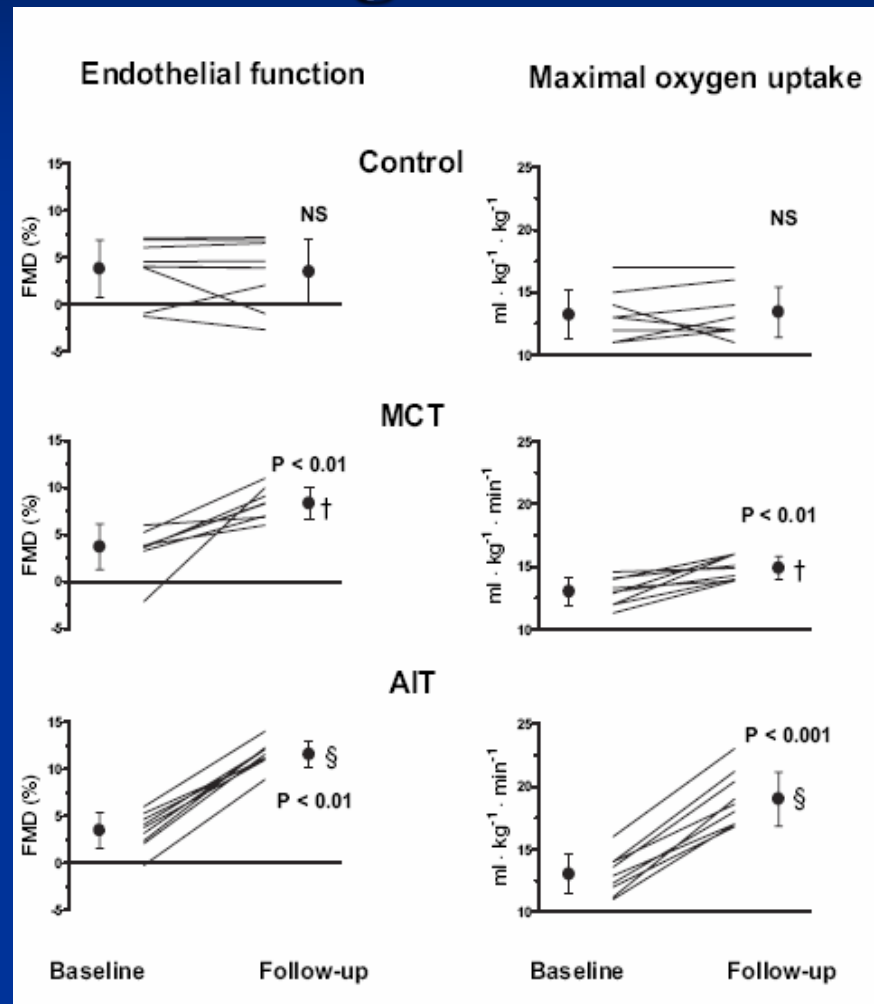 Endothelial function
Maximal oxygen uptake
Control
15
10
5
0
-5
FMD (%)
NS
25
20
15
10
ml · kg⁻¹ · kg⁻¹
NS
MCT
15
10
5
0
-5
FMD (%)
P < 0.01
†
25
20
15
10
ml · kg⁻¹ · min⁻¹
P < 0.01
†
AIT
15
10
5
0
-5
FMD (%)
§
P < 0.01
25
20
15
10
ml · kg⁻¹ · min⁻¹
P < 0.001
§
Baseline Follow-up
Baseline Follow-up